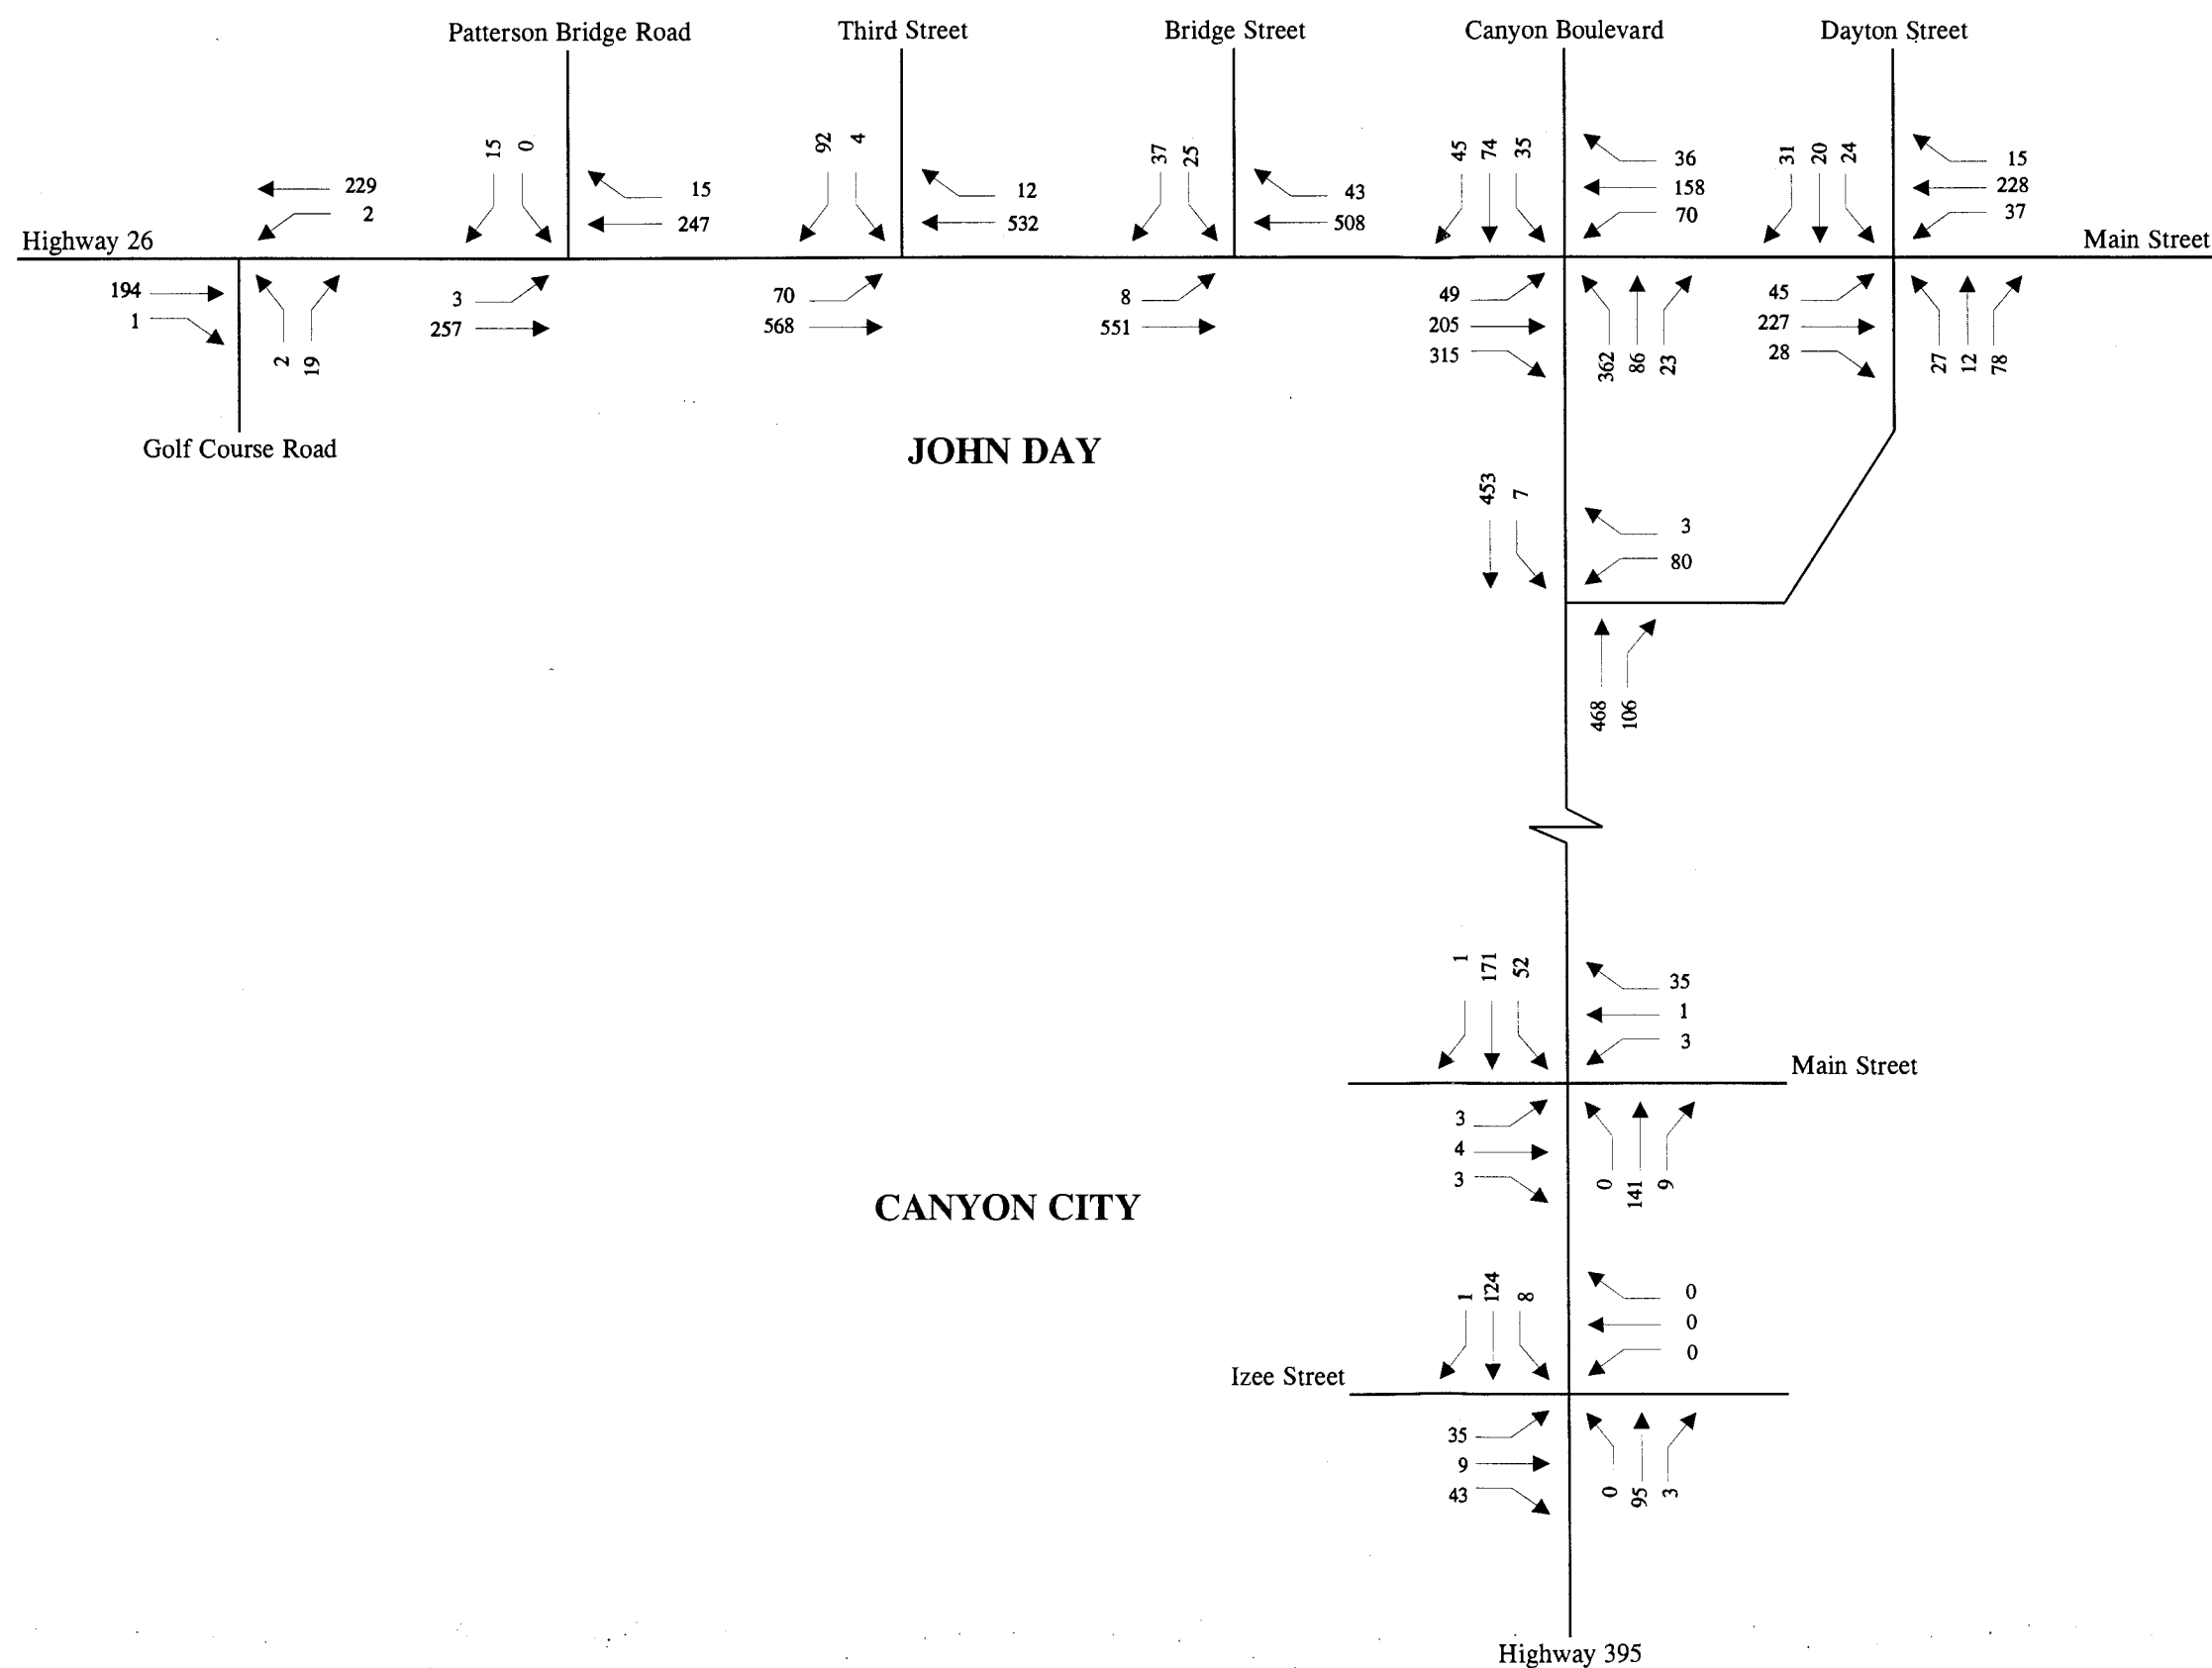 Patterson Bridge Road
Third Street
Bridge Street
Canyon Boulevard
Dayton Street
229
2
15 0
15
247
92 4
12
532
37 25
43
508
45 74 35
36
158
70
31 20 24
15
228
37
Highway 26
Main Street
194
1
2 19
3
257
70
568
8
551
49
205
315
362 86 23
45
227
28
27 12 78
Golf Course Road
JOHN DAY
453 7
3
80
468 106
1 171 52
35
1
3
Main Street
3
4
3
0 141 9
CANYON CITY
1 124 8
0
0
0
Izee Street
35
9
43
0 95 3
Highway 395